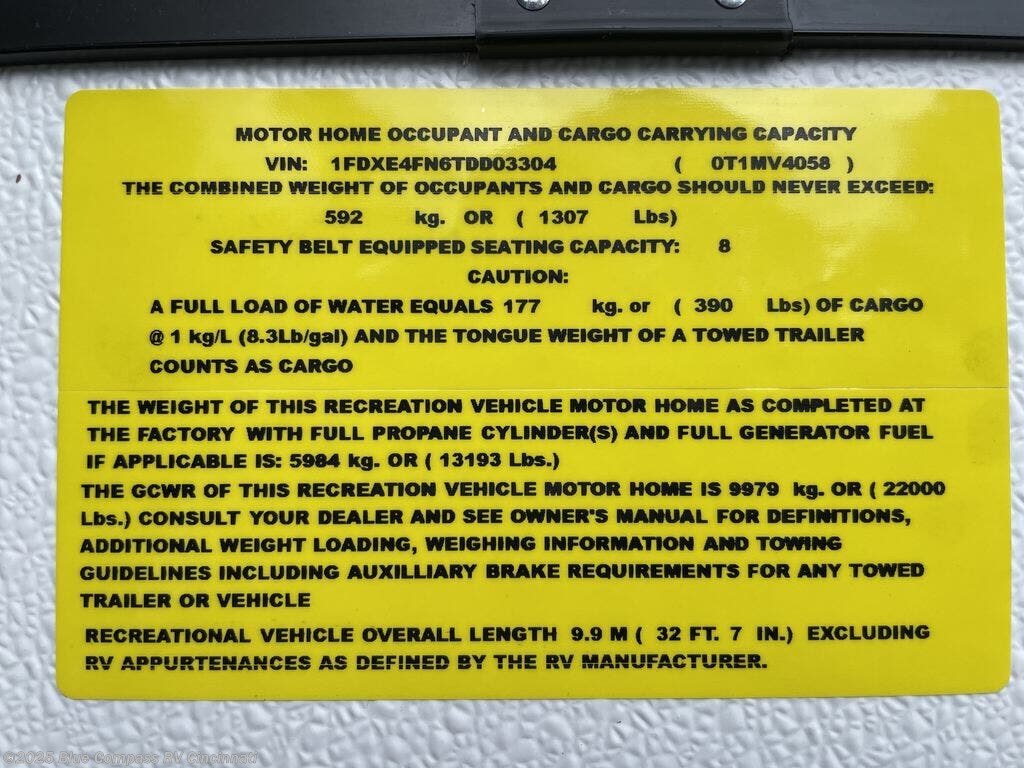 MOTOR HOME OCCUPANT AND CARGO CARRYING CAPACITY
VIN: 1FDXE4FN6TDD03304 ( 0T1MV4058 )
THE COMBINED WEIGHT OF OCCUPANTS AND CARGO SHOULD NEVER EXCEED:
592 kg. OR ( 1307 Lbs)
SAFETY BELT EQUIPPED SEATING CAPACITY: 8
CAUTION:
A FULL LOAD OF WATER EQUALS 177 kg. or ( 390 Lbs) OF CARGO
@ 1 kg/L (8.3Lb/gal) AND THE TONGUE WEIGHT OF A TOWED TRAILER
COUNTS AS CARGO
THE WEIGHT OF THIS RECREATION VEHICLE MOTOR HOME AS COMPLETED AT
THE FACTORY WITH FULL PROPANE CYLINDER(S) AND FULL GENERATOR FUEL
IF APPLICABLE IS: 5984 kg. OR ( 13193 Lbs.)
THE GCWR OF THIS RECREATION VEHICLE MOTOR HOME IS 9979 kg. OR ( 22000
Lbs.) CONSULT YOUR DEALER AND SEE OWNER'S MANUAL FOR DEFINITIONS,
ADDITIONAL WEIGHT LOADING, WEIGHING INFORMATION AND TOWING
GUIDELINES INCLUDING AUXILLIARY BRAKE REQUIREMENTS FOR ANY TOWED
TRAILER OR VEHICLE
RECREATIONAL VEHICLE OVERALL LENGTH 9.9 M ( 32 FT. 7 IN.) EXCLUDING
RV APPURTENANCES AS DEFINED BY THE RV MANUFACTURER.
©2025 Blue Compass RV Cincinnati